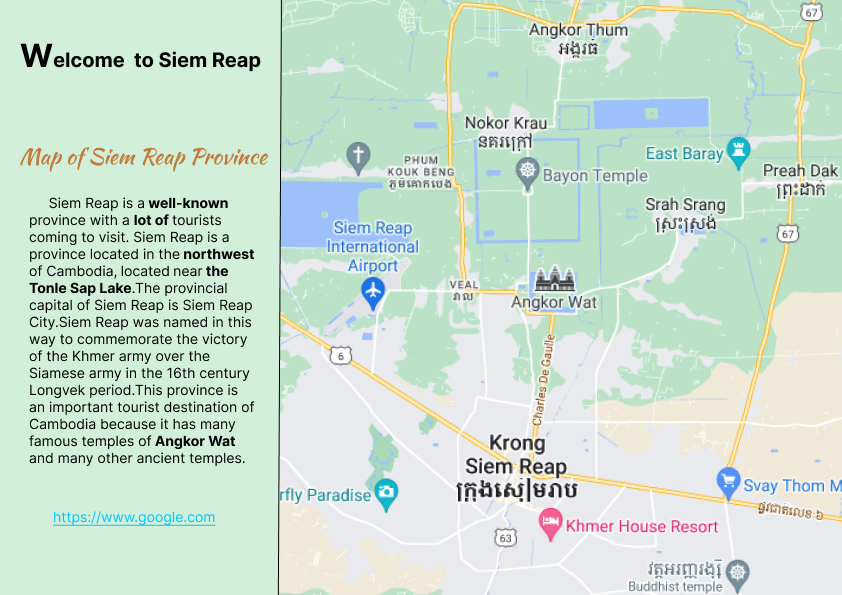 Welcome to Siem Reap
Map of Siem Reap Province
Siem Reap is a well-known
province with a lot of tourists
coming to visit. Siem Reap is a
province located in the northwest
of Cambodia, located near the
Tonle Sap Lake.The provincial
capital of Siem Reap is Siem Reap
City.Siem Reap was named in this
way to commemorate the victory
of the Khmer army over the
Siamese army in the 16th century
Longvek period.This province is
an important tourist destination of
Cambodia because it has many
famous temples of Angkor Wat
and many other ancient temples.
https://www.google.com
67
Angkor Thum
អង្គរធំ
Nokor Krau
នគរក្រៅ
East Baray
PHUM
KOUK BENG
ភូមិគោកបេង
Bayon Temple
Preah Dak
ព្រះដាក់
Srah Srang
ស្រះស្រង់
Siem Reap
International
Airport
67
VEAL
វាល
Angkor Wat
6
Charles De Gaulle
Krong
Siem Reap
ក្រុងសៀមរាប
rfly Paradise
Svay Thom M
ផ្លូវជាតិលេខ ៦
Khmer House Resort
63
វត្តអរញ្ញរង្សី
Buddhist temple